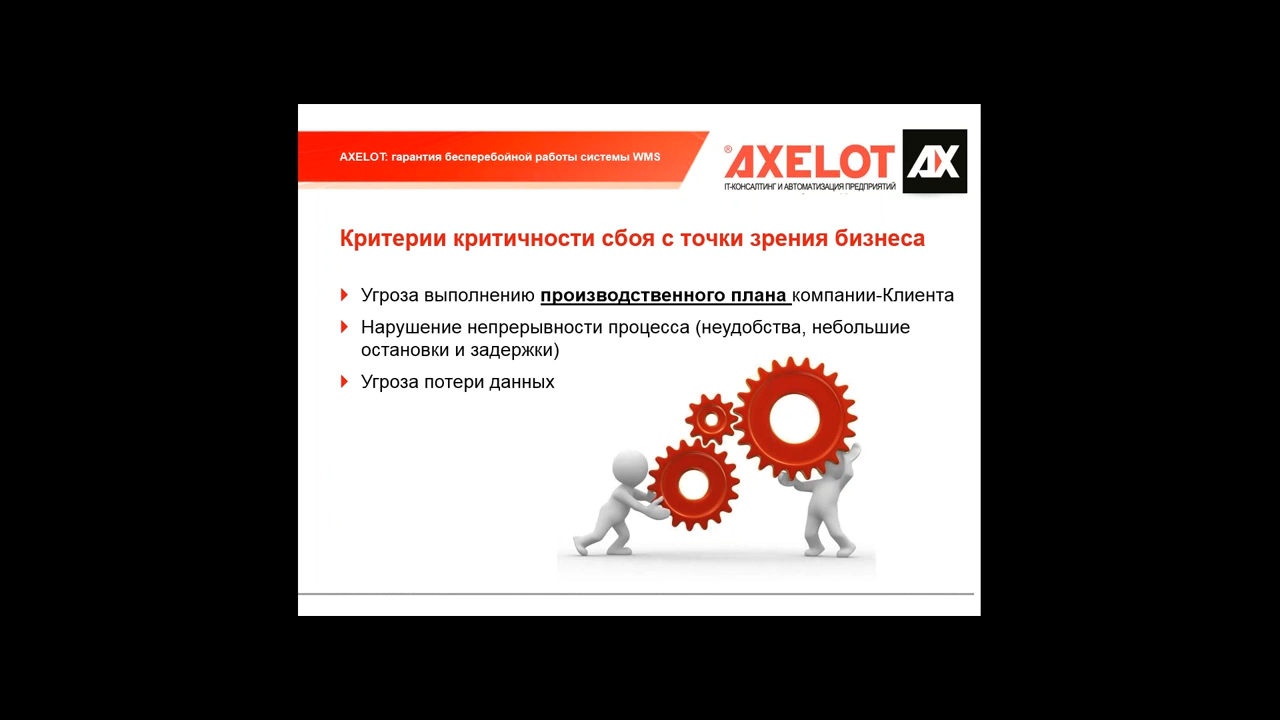 AXELOT: гарантия бесперебойной работы системы WMS
® AXELOT AX
IT-КОНСАЛТИНГ И АВТОМАТИЗАЦИЯ ПРЕДПРИЯТИЙ
Критерии критичности сбоя с точки зрения бизнеса
Угроза выполнению производственного плана компании-Клиента
Нарушение непрерывности процесса (неудобства, небольшие
остановки и задержки)
Угроза потери данных